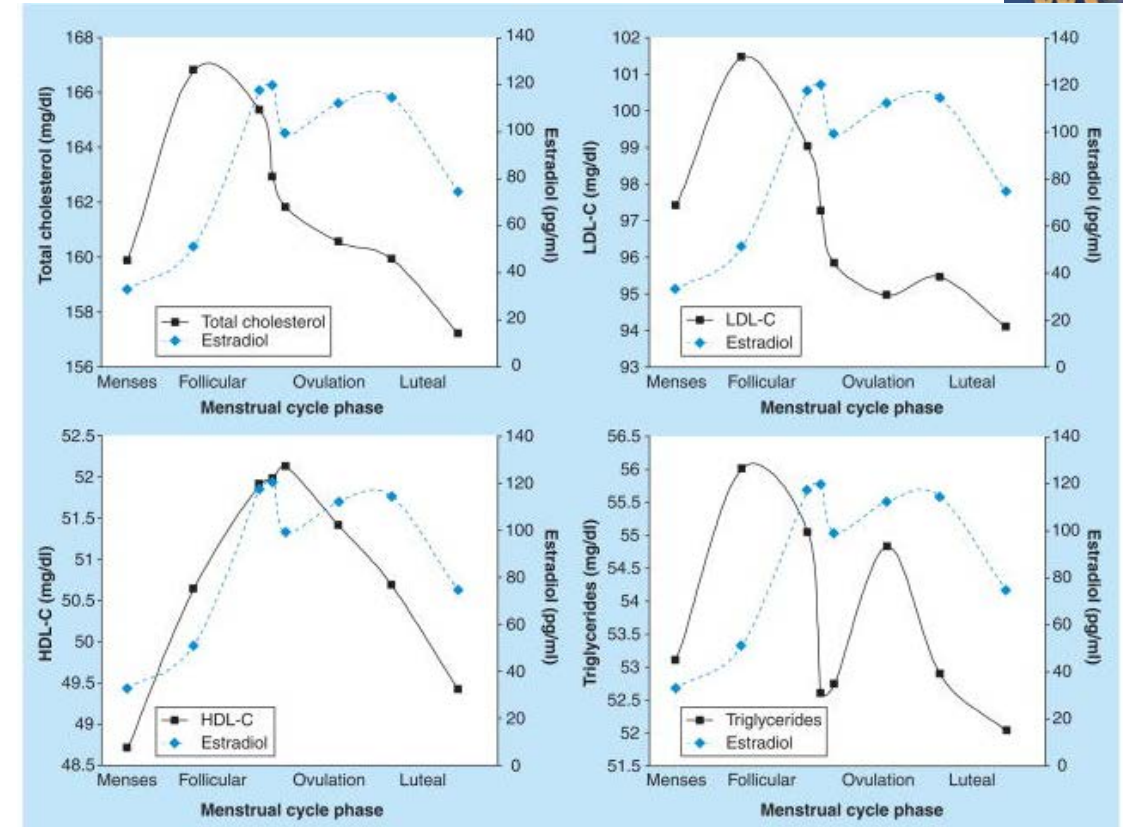 168
166
164
162
160
158
156
140
120
100
80
60
40
20
0
Total cholesterol (mg/dl)
Estradiol (pg/ml)
Total cholesterol
Estradiol
Menses Follicular Ovulation Luteal
Menstrual cycle phase
102
101
100
99
98
97
96
95
94
93
140
120
100
80
60
40
20
0
LDL-C (mg/dl)
Estradiol (pg/ml)
LDL-C
Estradiol
Menses Follicular Ovulation Luteal
Menstrual cycle phase
52.5
52
51.5
51
50.5
50
49.5
49
48.5
140
120
100
80
60
40
20
0
HDL-C (mg/dl)
Estradiol (pg/ml)
HDL-C
Estradiol
Menses Follicular Ovulation Luteal
Menstrual cycle phase
56.5
56
55.5
55
54.5
54
53.5
53
52.5
52
51.5
140
120
100
80
60
40
20
0
Triglycerides (mg/dl)
Estradiol (pg/ml)
Triglycerides
Estradiol
Menses Follicular Ovulation Luteal
Menstrual cycle phase